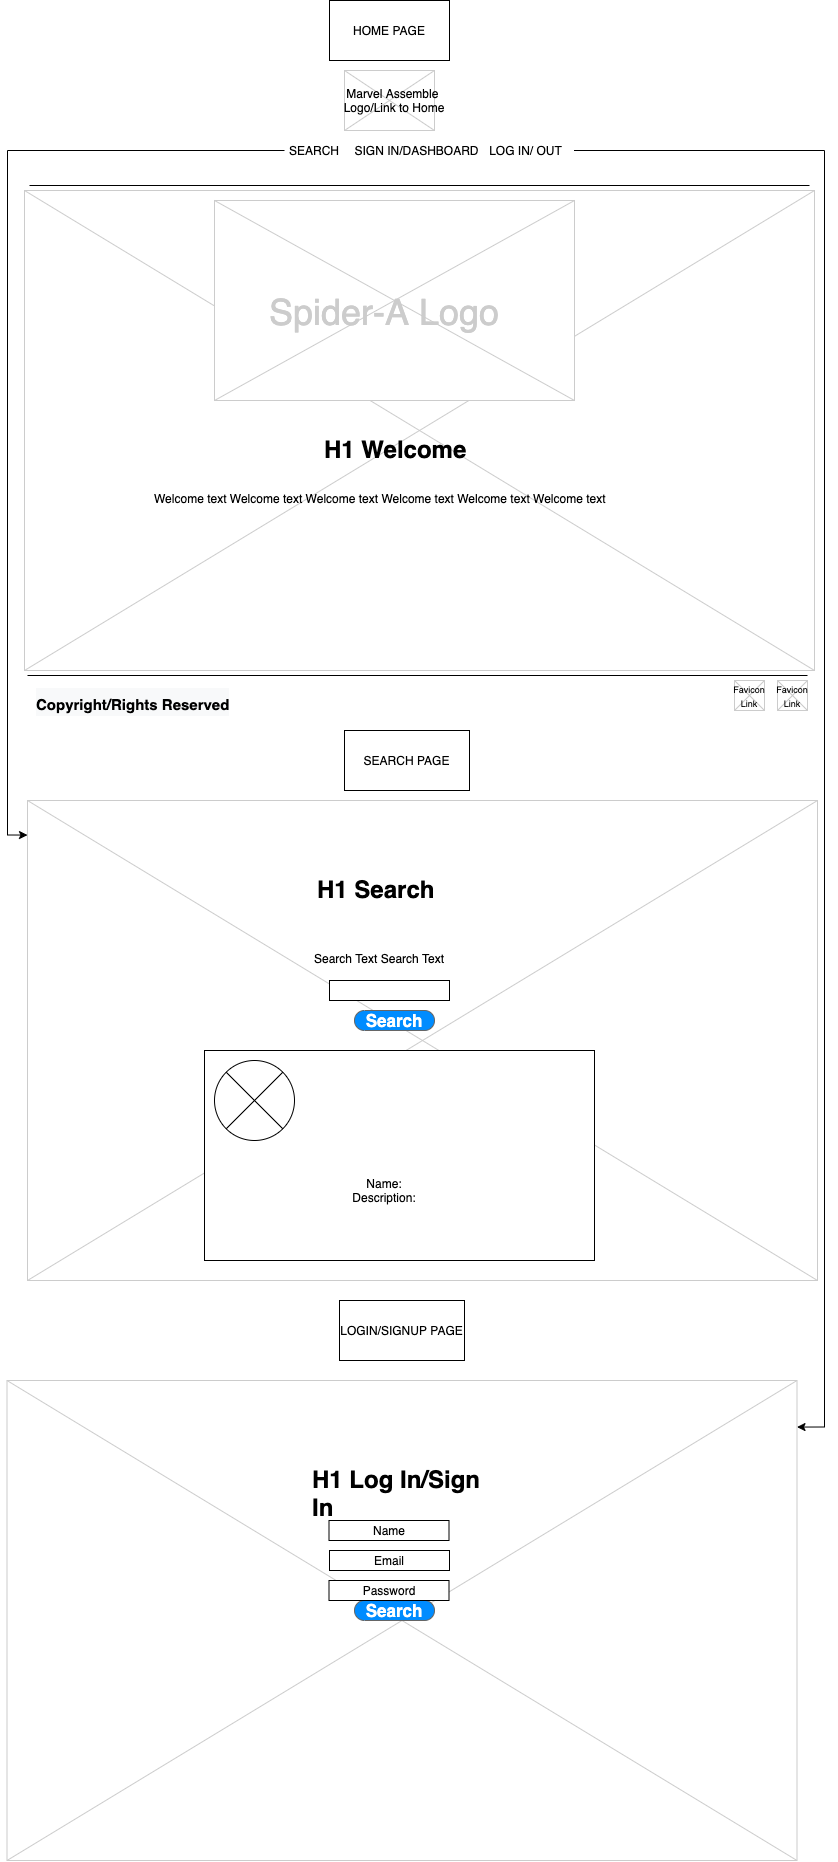 HOME PAGE
Marvel Assemble
Logo/Link to Home
SEARCH SIGN IN/DASHBOARD LOG IN/ OUT
Spider-A Logo
H1 Welcome
Welcome text Welcome text Welcome text Welcome text Welcome text Welcome text
Copyright/Rights Reserved
Favicon
Link
Favicon
Link
SEARCH PAGE
H1 Search
Search Text Search Text
Search
Name:
Description:
LOGIN/SIGNUP PAGE
H1 Log In/Sign
In
Name
Email
Password
Search